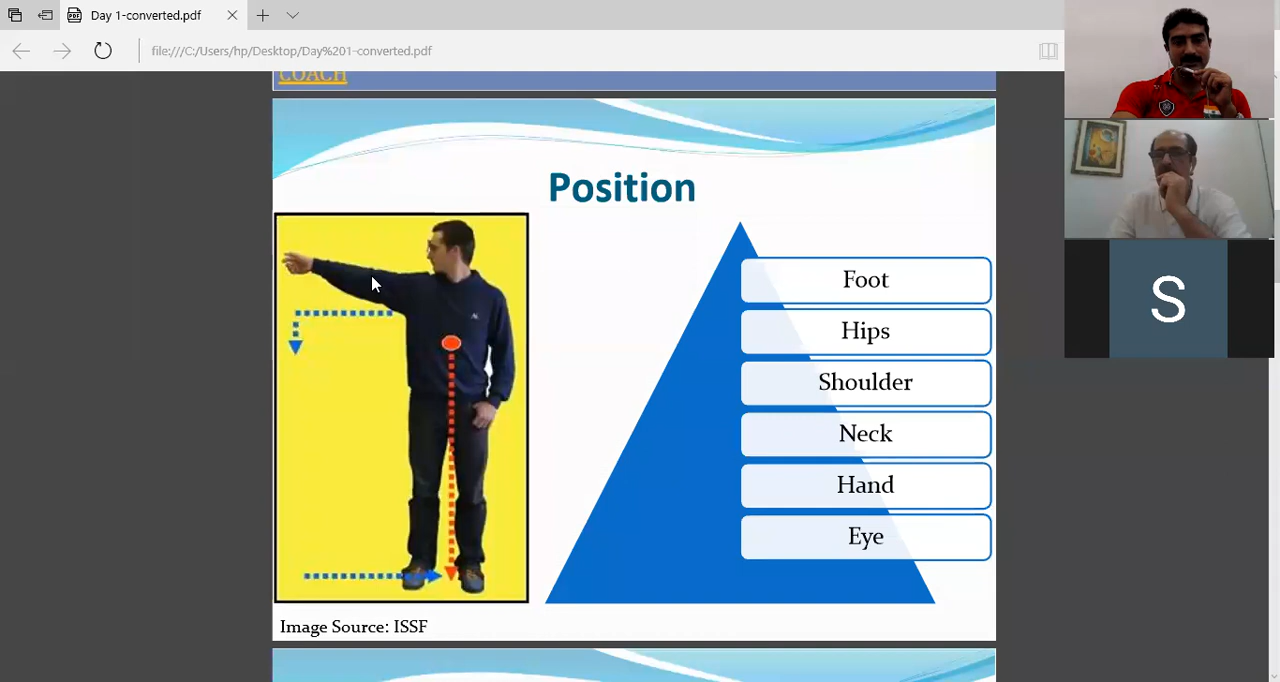 Day 1-converted.pdf
file:///C:/Users/hp/Desktop/Day%201-converted.pdf
COACH
Position
Foot
Hips
Shoulder
Neck
Hand
Eye
Image Source: ISSF
S